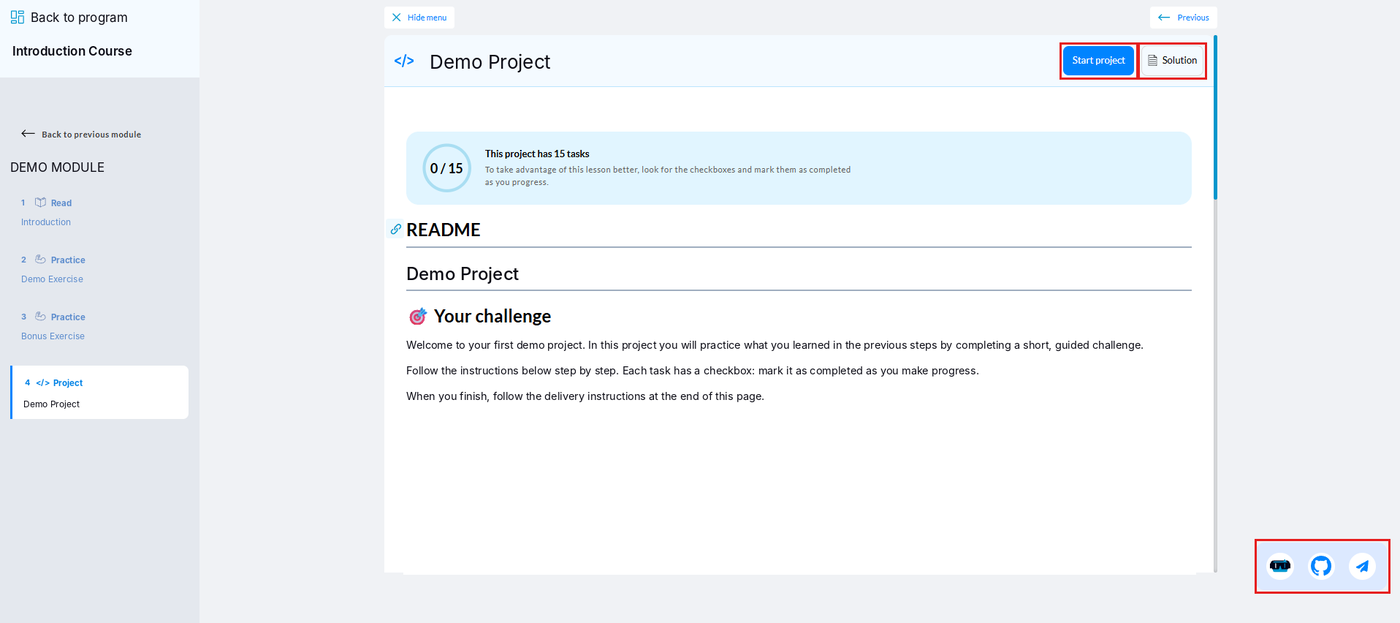 Back to program
Introduction Course
Back to previous module
DEMO MODULE
1 Read
Introduction
2 Practice
Demo Exercise
3 Practice
Bonus Exercise
4 </> Project
Demo Project
Hide menu
Previous
</> Demo Project
Start project
Solution
0 / 15
This project has 15 tasks
To take advantage of this lesson better, look for the checkboxes and mark them as completed
as you progress.
README
Demo Project
Your challenge
Welcome to your first demo project. In this project you will practice what you learned in the previous steps by completing a short, guided challenge.
Follow the instructions below step by step. Each task has a checkbox: mark it as completed as you make progress.
When you finish, follow the delivery instructions at the end of this page.